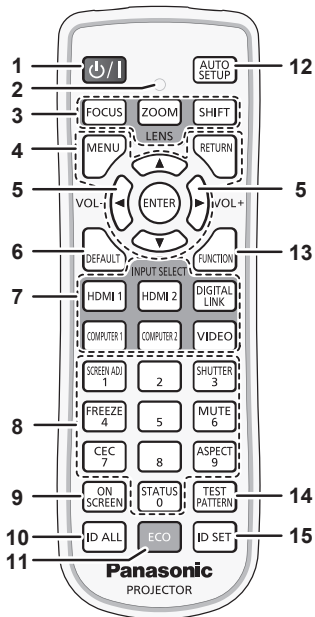 1
⏻/I
AUTO
SETUP
12
2
3
FOCUS
ZOOM
SHIFT
LENS
4
MENU
RETURN
5
VOL-
◀
▲
ENTER
▼
▶
VOL+
5
6
DEFAULT
FUNCTION
13
INPUT SELECT
7
HDMI 1
HDMI 2
DIGITAL
LINK
COMPUTER 1
COMPUTER 2
VIDEO
8
SCREEN ADJ
1
2
SHUTTER
3
FREEZE
4
5
MUTE
6
CEC
7
8
ASPECT
9
9
ON
SCREEN
STATUS
0
TEST
PATTERN
14
10
ID ALL
ECO
ID SET
15
11
Panasonic
PROJECTOR